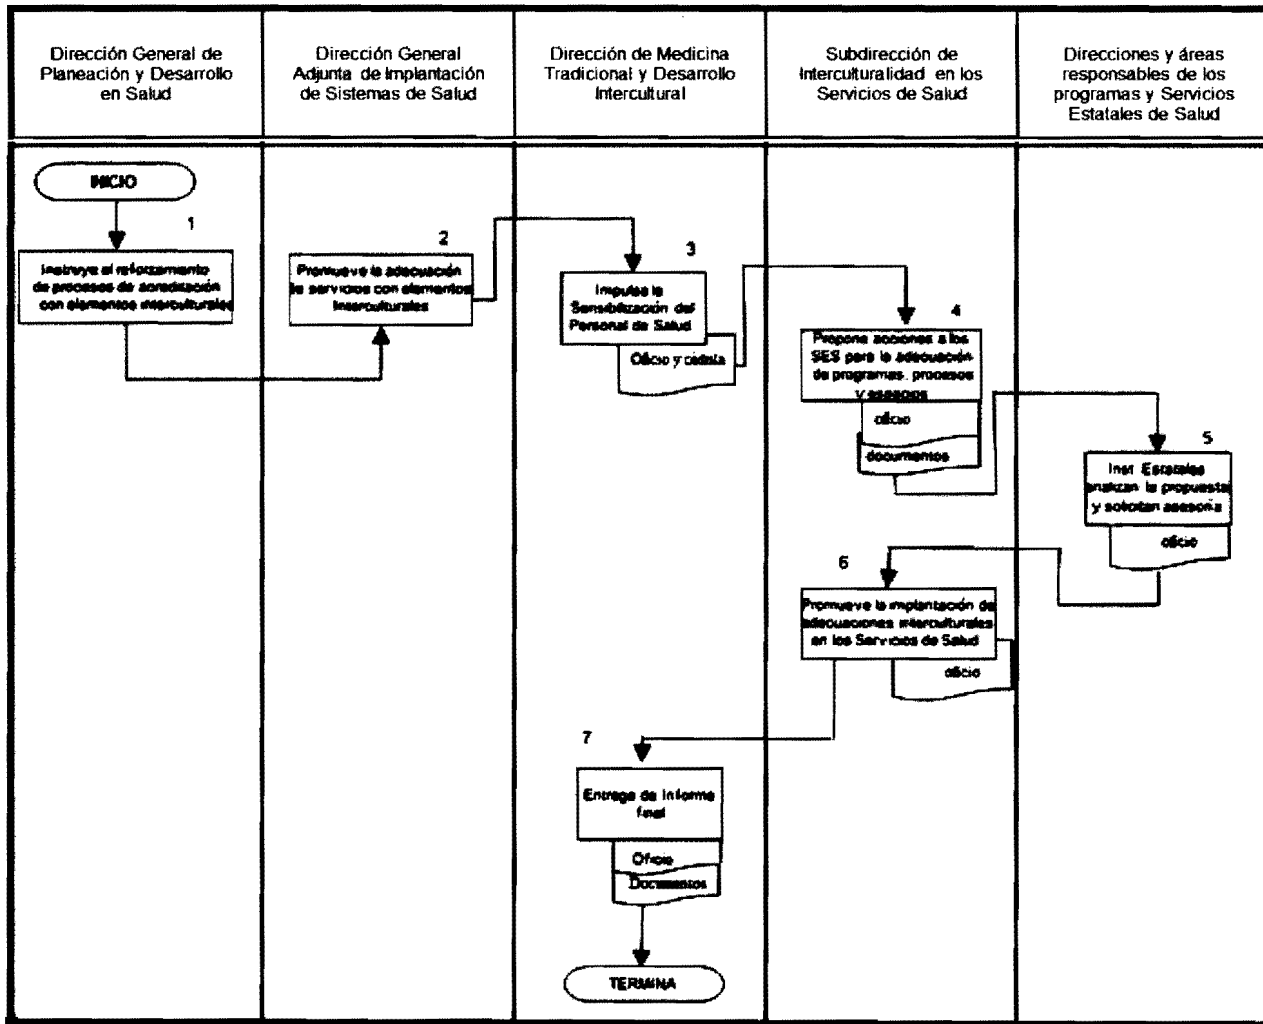 Dirección General de
Planeación y Desarrollo
en Salud
Dirección General
Adjunta de Implantación
de Sistemas de Salud
Dirección de Medicina
Tradicional y Desarrollo
Intercultural
Subdirección de
Interculturalidad en los
Servicios de Salud
Direcciones y áreas
responsables de los
programas y Servicios
Estatales de Salud
INICIO
1
Instruye el reforzamiento
de procesos de acreditación
con elementos interculturales
2
Promueve la adecuación
de servicios con elementos
Interculturales
3
Impulsa la
Sensibilización del
Personal de Salud
Oficio y cédula
4
Propone acciones a los
SES para la adecuación
de programas, procesos
y espacios
oficio
documentos
5
Inst. Estatales
analizan la propuesta
y solicitan asesoría
oficio
6
Promueve la implantación de
adecuaciones interculturales
en los Servicios de Salud
oficio
7
Entrega de Informe
final
Oficio
Documentos
TERMINA